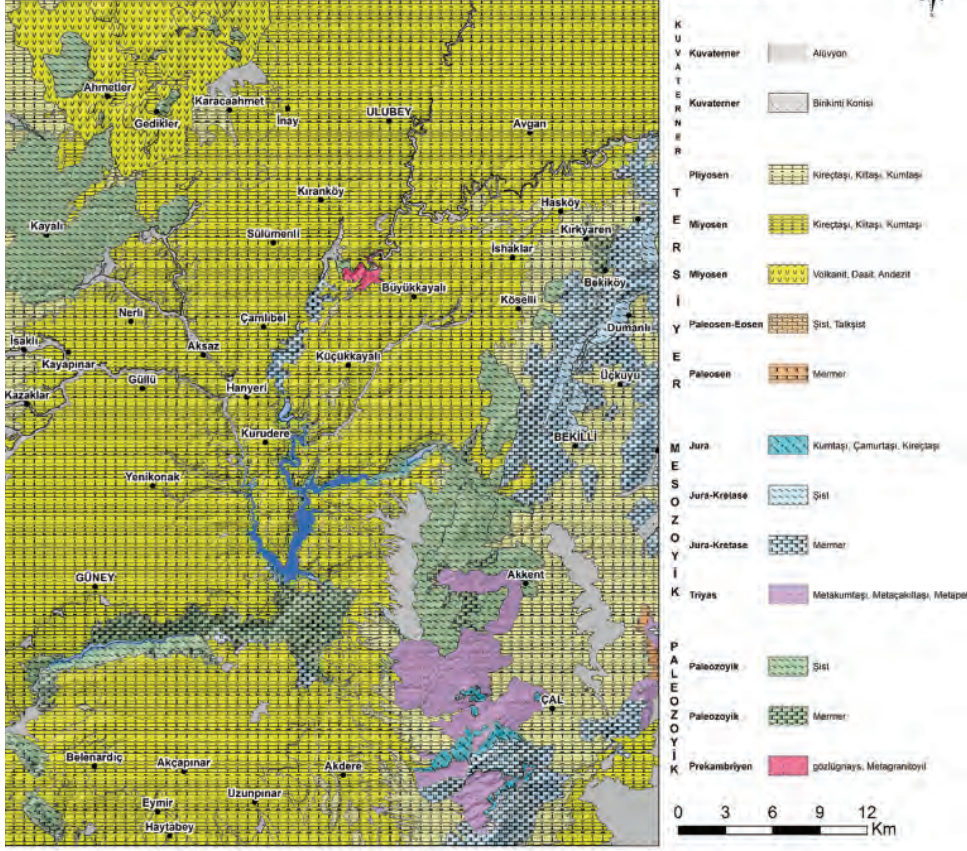 Ahmetler
Karacaahmet
İnay
Gedikler
ULUBEY
Avgan
Kıranköy
Hasköy
Kayalı
Sülümenli
Kırkyaren
İshaklar
Bekiköy
Büyükkayalı
Köselli
Nerli
Çamlıbel
Dumanlı
İsaklı
Aksaz
Küçükkayalı
Kayapınar
Güllü
Hanyeri
Üçkuyu
Kazaklar
Kurudere
BEKİLLİ
Yenikonak
GÜNEY
Akkent
ÇAL
Belenardıç
Akçapınar
Akdere
Eymir
Uzunpınar
Haytabey
KUVATERNER
Kuvaterner Alüvyon
Kuvaterner Birikinti Konisi
TERSİYER
Pliyosen Kireçtaşı, Kiltaşı, Kumtaşı
Miyosen Kireçtaşı, Kiltaşı, Kumtaşı
Miyosen Volkanit, Dasit, Andezit
Paleosen-Eosen Şist, Talkşist
Paleosen Mermer
MESOZOYİK
Jura Kumtaşı, Çamurtaşı, Kireçtaşı
Jura-Kretase Şist
Jura-Kretase Mermer
Triyas Metakumtaşı, Metaçakıltaşı, Metapel
PALEOZOYİK
Paleozoyik Şist
Paleozoyik Mermer
Prekambriyen gözlügnays, Metagranitoyit
0 3 6 9 12
Km